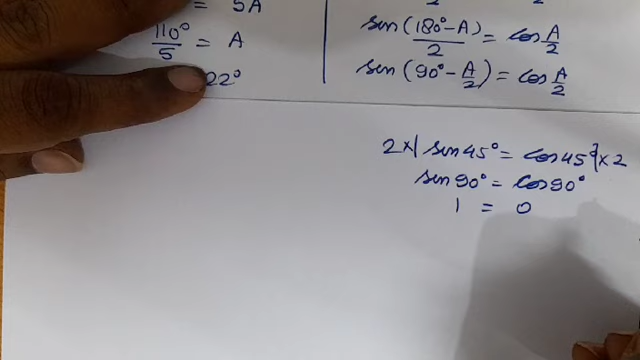 = 5A
110°/5 = A
22°
sin (180° - A)/2 = cos A/2
sin (90° - A/2) = cos A/2
2 × { sin 45° = cos 45° } × 2
sin 90° = cos 90°
1 = 0